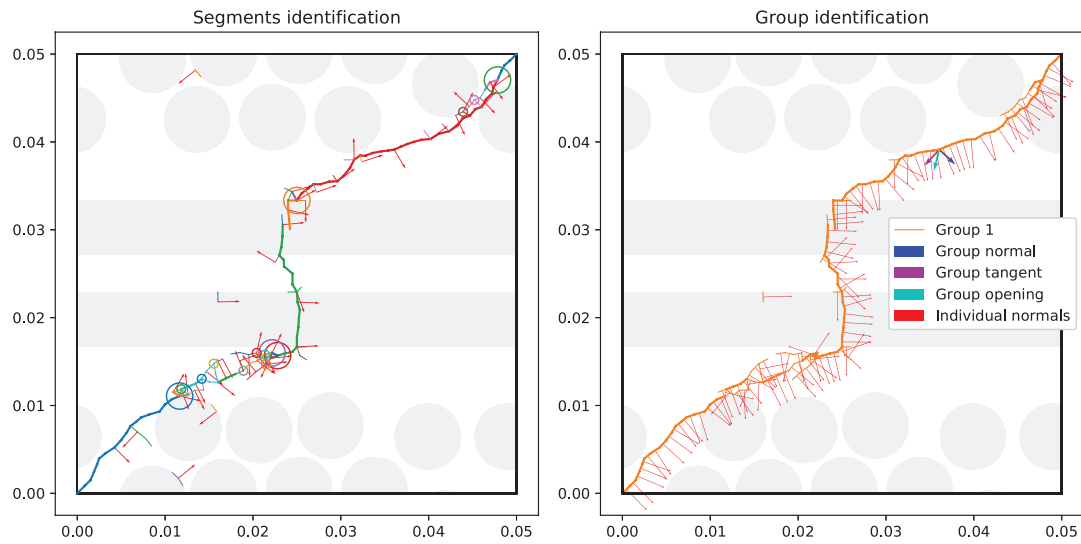 Segments identification
0.05
0.04
0.03
0.02
0.01
0.00
0.00 0.01 0.02 0.03 0.04 0.05
Group identification
0.05
0.04
0.03
0.02
0.01
0.00
0.00 0.01 0.02 0.03 0.04 0.05
Group 1
Group normal
Group tangent
Group opening
Individual normals